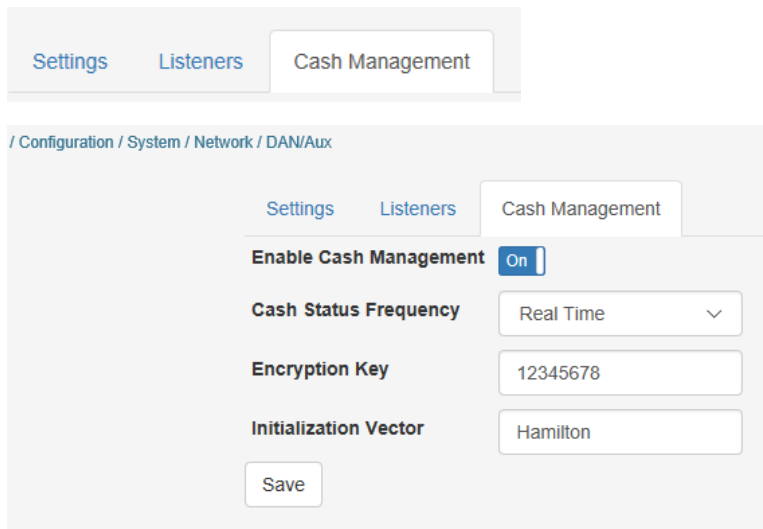 Settings Listeners Cash Management
/ Configuration / System / Network / DAN/Aux
Settings Listeners Cash Management
Enable Cash Management On
Cash Status Frequency Real Time
Encryption Key 12345678
Initialization Vector Hamilton
Save